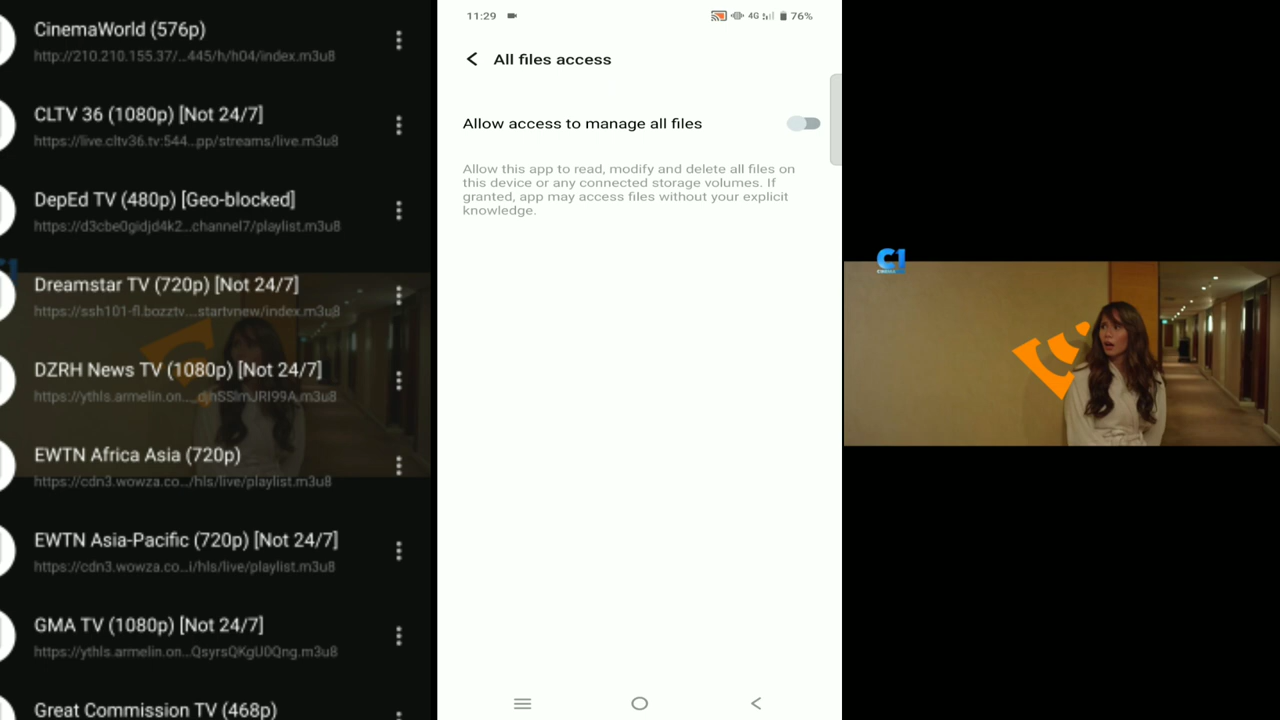 CinemaWorld (576p)
http://210.210.155.37/...445/h/h04/index.m3u8
CLTV 36 (1080p) [Not 24/7]
https://live.cltv36.tv:544...pp/streams/live.m3u8
DepEd TV (480p) [Geo-blocked]
https://d3cbe0gidjd4k2...channel7/playlist.m3u8
Dreamstar TV (720p) [Not 24/7]
https://ssh101-fl.bozztv...startvnew/index.m3u8
DZRH News TV (1080p) [Not 24/7]
https://ythls.armelin.on..._djnSSlmJRI99A.m3u8
EWTN Africa Asia (720p)
https://cdn3.wowza.co.../hls/live/playlist.m3u8
EWTN Asia-Pacific (720p) [Not 24/7]
https://cdn3.wowza.co...i/hls/live/playlist.m3u8
GMA TV (1080p) [Not 24/7]
https://ythls.armelin.on...QsyrsQKgU0Qng.m3u8
Great Commission TV (468p)
11:29
4G
76%
All files access
Allow access to manage all files
Allow this app to read, modify and delete all files on
this device or any connected storage volumes. If
granted, app may access files without your explicit
knowledge.
C1